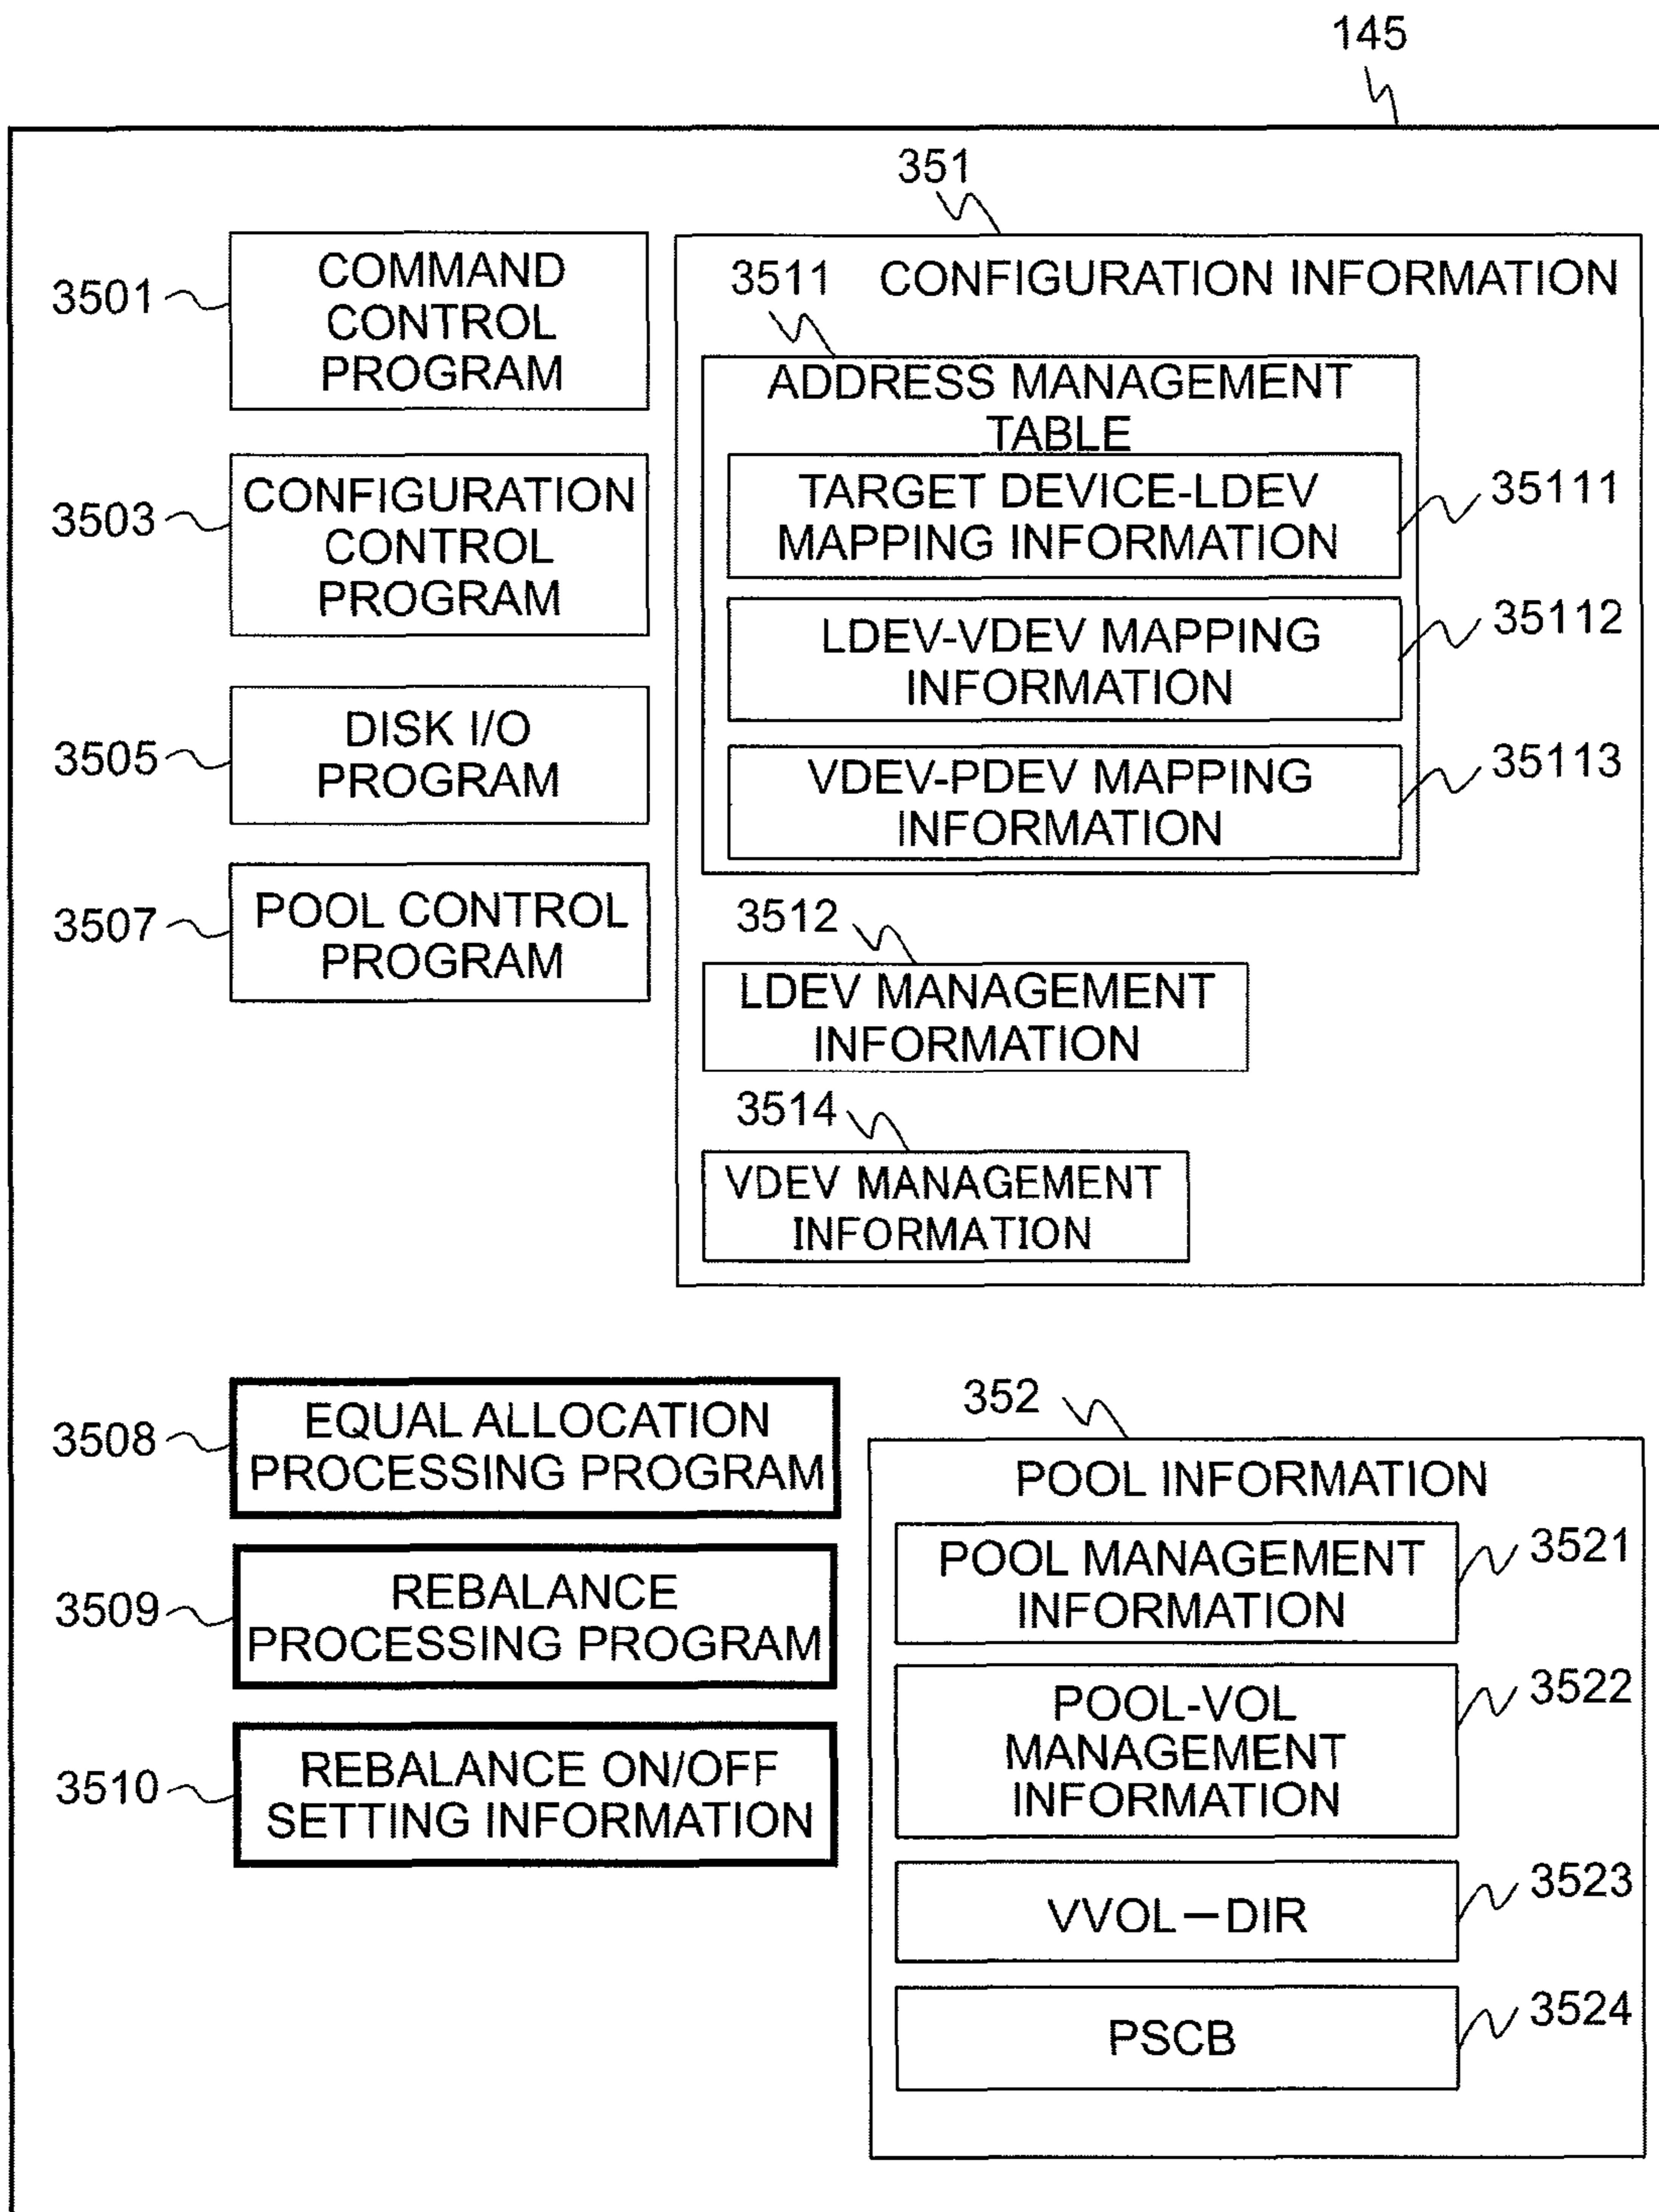 145
351
3501
COMMAND
CONTROL
PROGRAM
3503
CONFIGURATION
CONTROL
PROGRAM
3505
DISK I/O
PROGRAM
3507
POOL CONTROL
PROGRAM
CONFIGURATION INFORMATION
3511
ADDRESS MANAGEMENT
TABLE
TARGET DEVICE-LDEV
MAPPING INFORMATION
35111
LDEV-VDEV MAPPING
INFORMATION
35112
VDEV-PDEV MAPPING
INFORMATION
35113
3512
LDEV MANAGEMENT
INFORMATION
3514
VDEV MANAGEMENT
INFORMATION
3508
EQUAL ALLOCATION
PROCESSING PROGRAM
3509
REBALANCE
PROCESSING PROGRAM
3510
REBALANCE ON/OFF
SETTING INFORMATION
352
POOL INFORMATION
POOL MANAGEMENT
INFORMATION
3521
POOL-VOL
MANAGEMENT
INFORMATION
3522
VVOL—DIR
3523
PSCB
3524